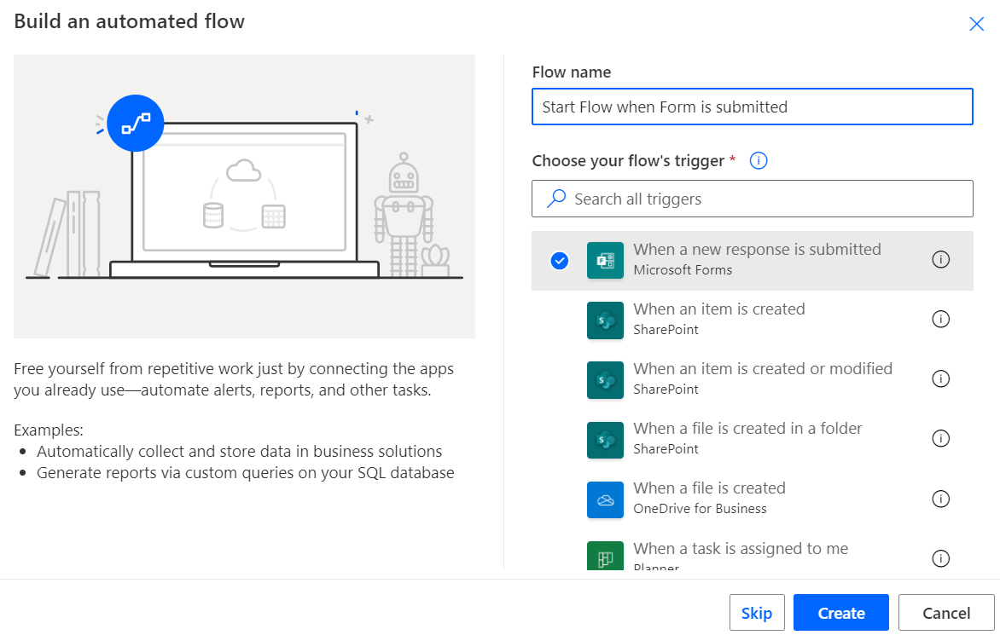 Build an automated flow
Flow name
Start Flow when Form is submitted
Choose your flow's trigger *
Search all triggers
When a new response is submitted
Microsoft Forms
When an item is created
SharePoint
When an item is created or modified
SharePoint
When a file is created in a folder
SharePoint
When a file is created
OneDrive for Business
When a task is assigned to me
Planner
Free yourself from repetitive work just by connecting the apps
you already use—automate alerts, reports, and other tasks.
Examples:
• Automatically collect and store data in business solutions
• Generate reports via custom queries on your SQL database
Skip
Create
Cancel